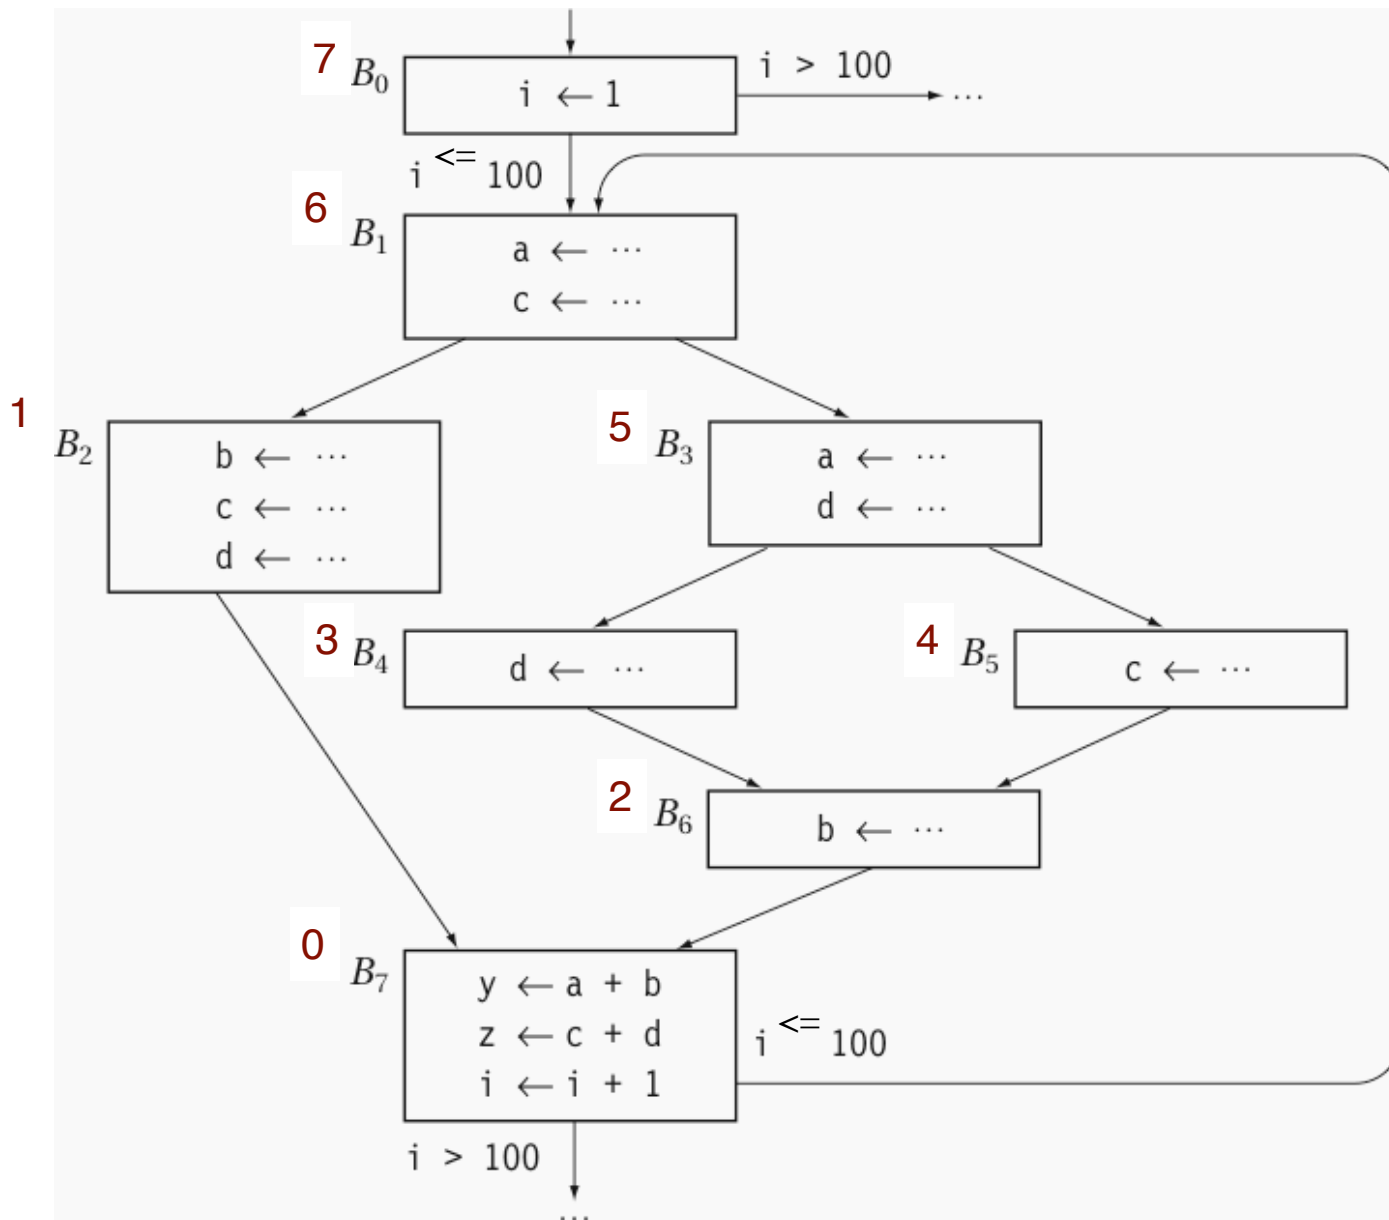 7 B0
i ← 1
i > 100
...
i <= 100
6 B1
a ← ...
c ← ...
1 B2
b ← ...
c ← ...
d ← ...
5 B3
a ← ...
d ← ...
3 B4
d ← ...
4 B5
c ← ...
2 B6
b ← ...
0 B7
y ← a + b
z ← c + d
i ← i + 1
i <= 100
i > 100
...